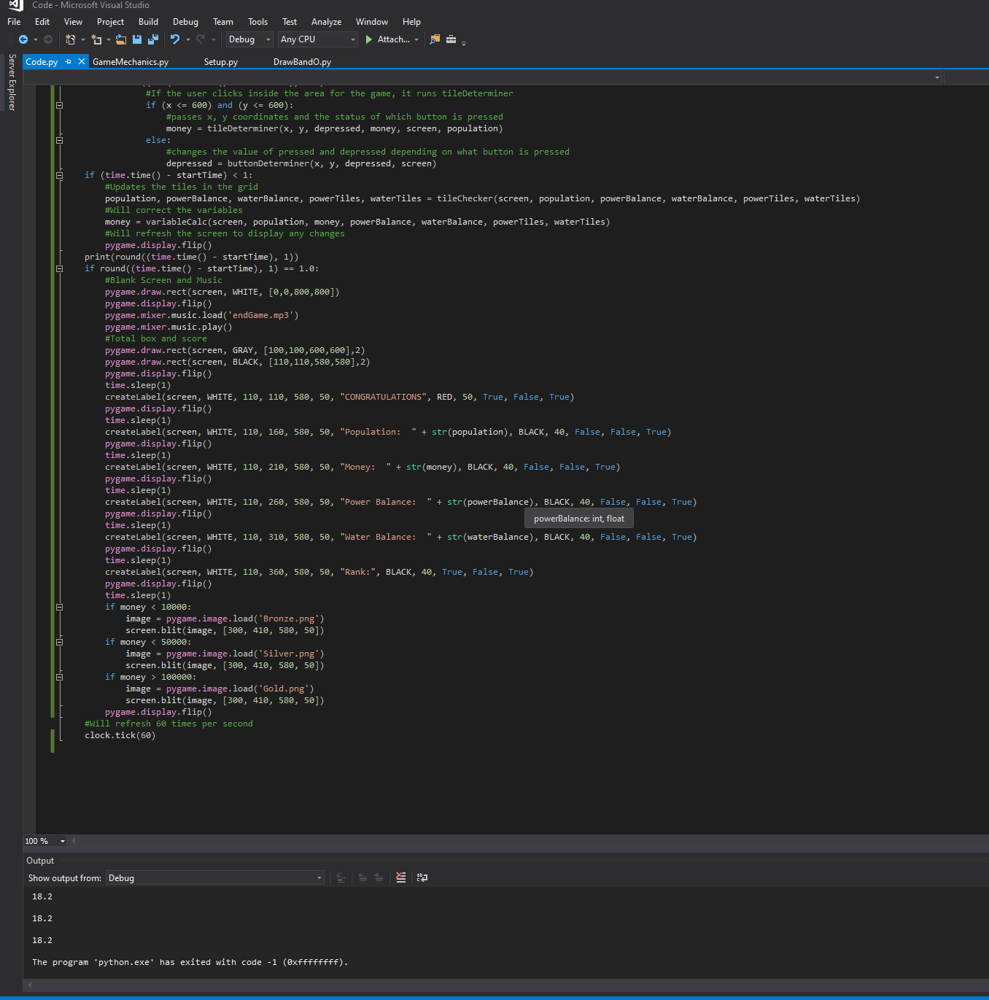 Code - Microsoft Visual Studio
File Edit View Project Build Debug Team Tools Test Analyze Window Help
Debug Any CPU Attach...
Server Explorer
Code.py GameMechanics.py Setup.py DrawBandO.py
#If the user clicks inside the area for the game, it runs tileDeterminer
if (x <= 600) and (y <= 600):
#passes x, y coordinates and the status of which button is pressed
money = tileDeterminer(x, y, depressed, money, screen, population)
else:
#changes the value of pressed and depressed depending on what button is pressed
depressed = buttonDeterminer(x, y, depressed, screen)
if (time.time() - startTime) < 1:
#Updates the tiles in the grid
population, powerBalance, waterBalance, powerTiles, waterTiles = tileChecker(screen, population, powerBalance, waterBalance, powerTiles, waterTiles)
#Will correct the variables
money = variableCalc(screen, population, money, powerBalance, waterBalance, powerTiles, waterTiles)
#Will refresh the screen to display any changes
pygame.display.flip()
print(round((time.time() - startTime), 1))
if round((time.time() - startTime), 1) == 1.0:
#Blank Screen and Music
pygame.draw.rect(screen, WHITE, [0,0,800,800])
pygame.display.flip()
pygame.mixer.music.load('endGame.mp3')
pygame.mixer.music.play()
#Total box and score
pygame.draw.rect(screen, GRAY, [100,100,600,600],2)
pygame.draw.rect(screen, BLACK, [110,110,580,580],2)
pygame.display.flip()
time.sleep(1)
createLabel(screen, WHITE, 110, 110, 580, 50, "CONGRATULATIONS", RED, 50, True, False, True)
pygame.display.flip()
time.sleep(1)
createLabel(screen, WHITE, 110, 160, 580, 50, "Population:  " + str(population), BLACK, 40, False, False, True)
pygame.display.flip()
time.sleep(1)
createLabel(screen, WHITE, 110, 210, 580, 50, "Money:  " + str(money), BLACK, 40, False, False, True)
pygame.display.flip()
time.sleep(1)
createLabel(screen, WHITE, 110, 260, 580, 50, "Power Balance:  " + str(powerBalance), BLACK, 40, False, False, True)
pygame.display.flip()
powerBalance: int, float
time.sleep(1)
createLabel(screen, WHITE, 110, 310, 580, 50, "Water Balance:  " + str(waterBalance), BLACK, 40, False, False, True)
pygame.display.flip()
time.sleep(1)
createLabel(screen, WHITE, 110, 360, 580, 50, "Rank:", BLACK, 40, True, False, True)
pygame.display.flip()
time.sleep(1)
if money < 10000:
image = pygame.image.load('Bronze.png')
screen.blit(image, [300, 410, 580, 50])
if money < 50000:
image = pygame.image.load('Silver.png')
screen.blit(image, [300, 410, 580, 50])
if money > 100000:
image = pygame.image.load('Gold.png')
screen.blit(image, [300, 410, 580, 50])
pygame.display.flip()
#Will refresh 60 times per second
clock.tick(60)
100 %
Output
Show output from: Debug
18.2
18.2
18.2
The program 'python.exe' has exited with code -1 (0xffffffff).